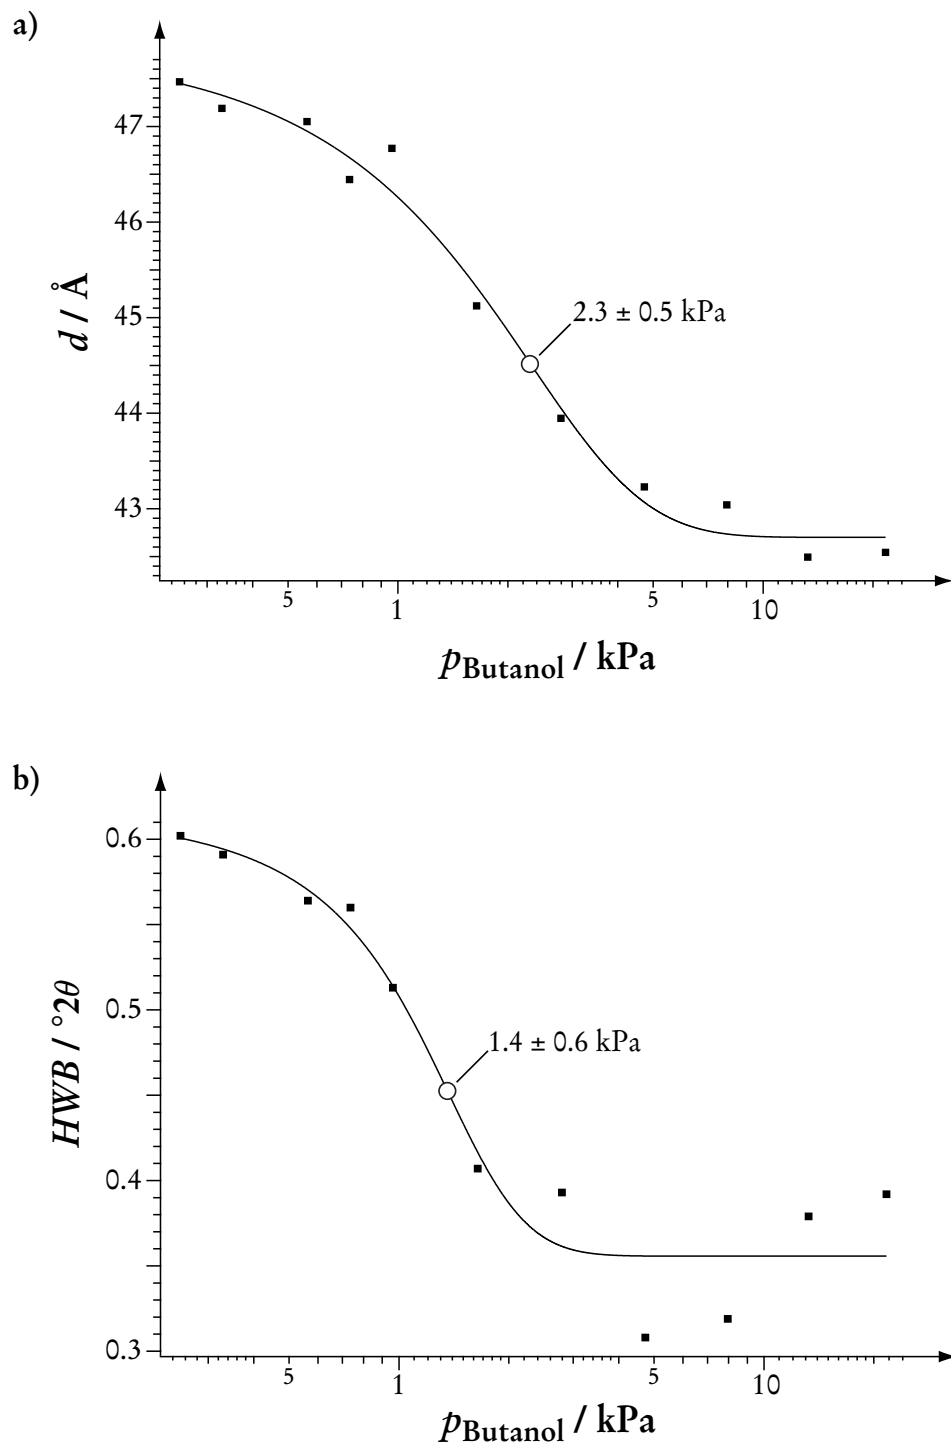 a)
47
46
45
44
43
d / Å
2.3 ± 0.5 kPa
5 1 5 10
pButanol / kPa
b)
0.6
0.5
0.4
0.3
HWB / °2θ
1.4 ± 0.6 kPa
5 1 5 10
pButanol / kPa